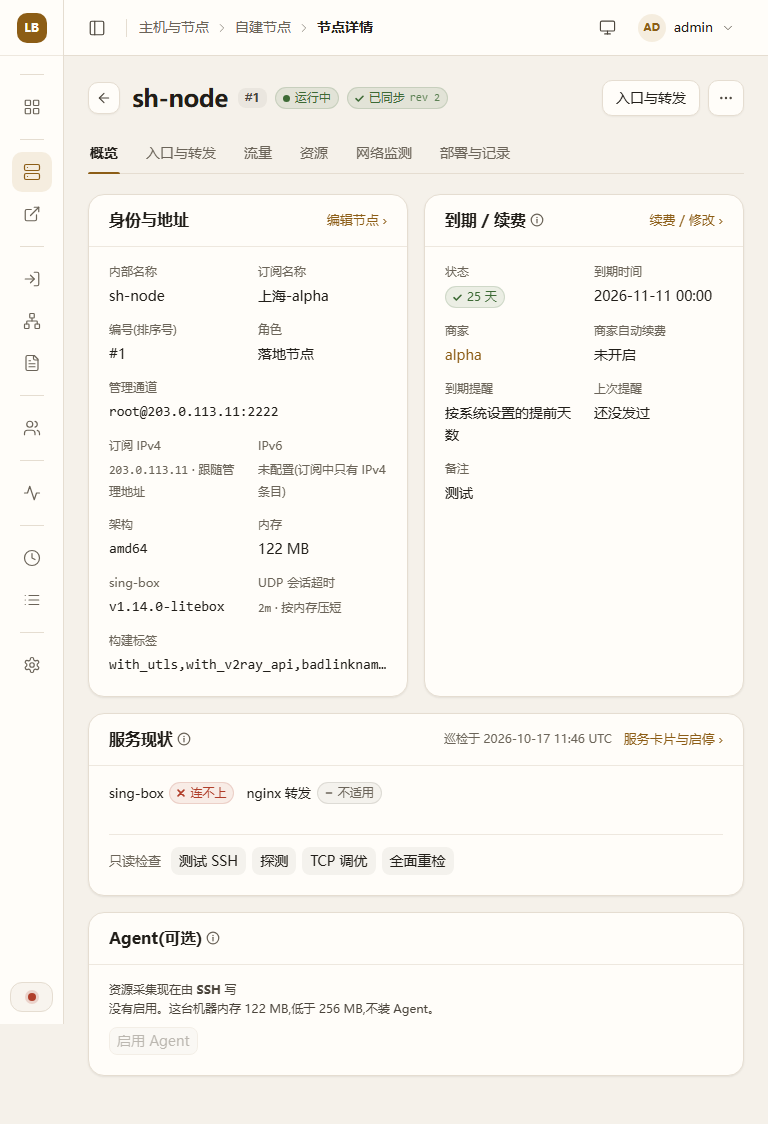 LB
主机与节点 › 自建节点 › 节点详情
AD admin
sh-node #1 运行中 已同步 rev 2
入口与转发
概览 入口与转发 流量 资源 网络监测 部署与记录
身份与地址 编辑节点 ›
内部名称 订阅名称
sh-node 上海-alpha
编号(排序号) 角色
#1 落地节点
管理通道
root@203.0.113.11:2222
订阅 IPv4 IPv6
203.0.113.11 · 跟随管 未配置(订阅中只有 IPv4
理地址 条目)
架构 内存
amd64 122 MB
sing-box UDP 会话超时
v1.14.0-litebox 2m · 按内存压短
构建标签
with_utls,with_v2ray_api,badlinknam…
到期 / 续费 续费 / 修改 ›
状态 到期时间
25 天 2026-11-11 00:00
商家 商家自动续费
alpha 未开启
到期提醒 上次提醒
按系统设置的提前天 还没发过
数
备注
测试
服务现状 巡检于 2026-10-17 11:46 UTC 服务卡片与启停 ›
sing-box 连不上 nginx 转发 不适用
只读检查 测试 SSH 探测 TCP 调优 全面重检
Agent(可选)
资源采集现在由 SSH 写
没有启用。这台机器内存 122 MB,低于 256 MB,不装 Agent。
启用 Agent